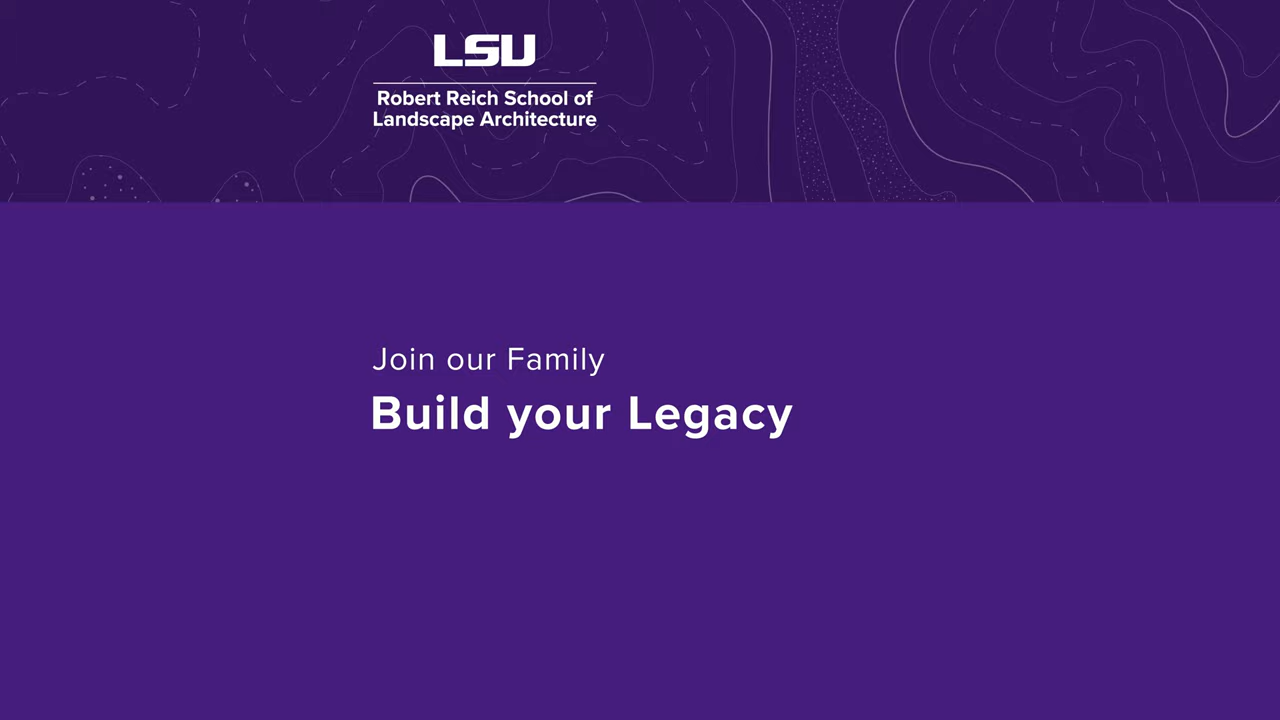 LSU
Robert Reich School of
Landscape Architecture
Join our Family
Build your Legacy